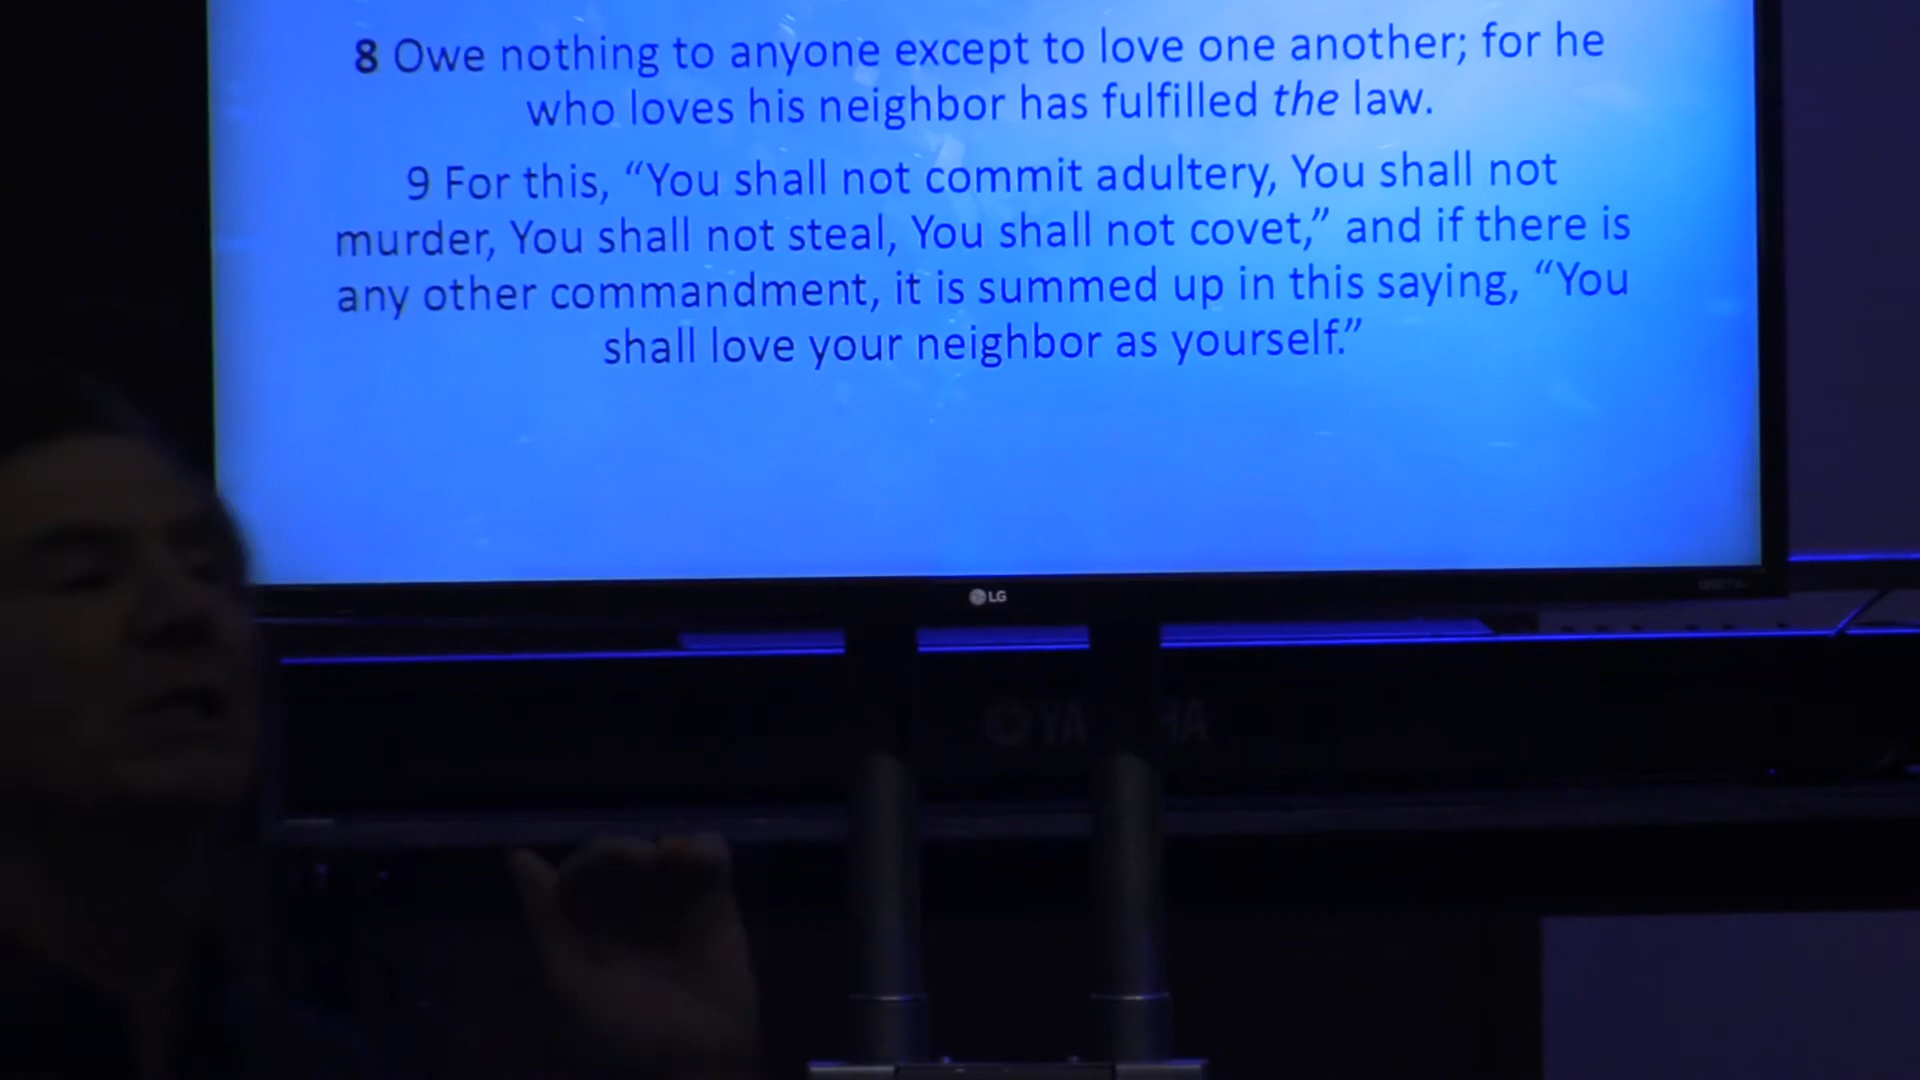 8 Owe nothing to anyone except to love one another; for he
who loves his neighbor has fulfilled the law.
9 For this, “You shall not commit adultery, You shall not
murder, You shall not steal, You shall not covet,” and if there is
any other commandment, it is summed up in this saying, “You
shall love your neighbor as yourself.”
LG
YA HA